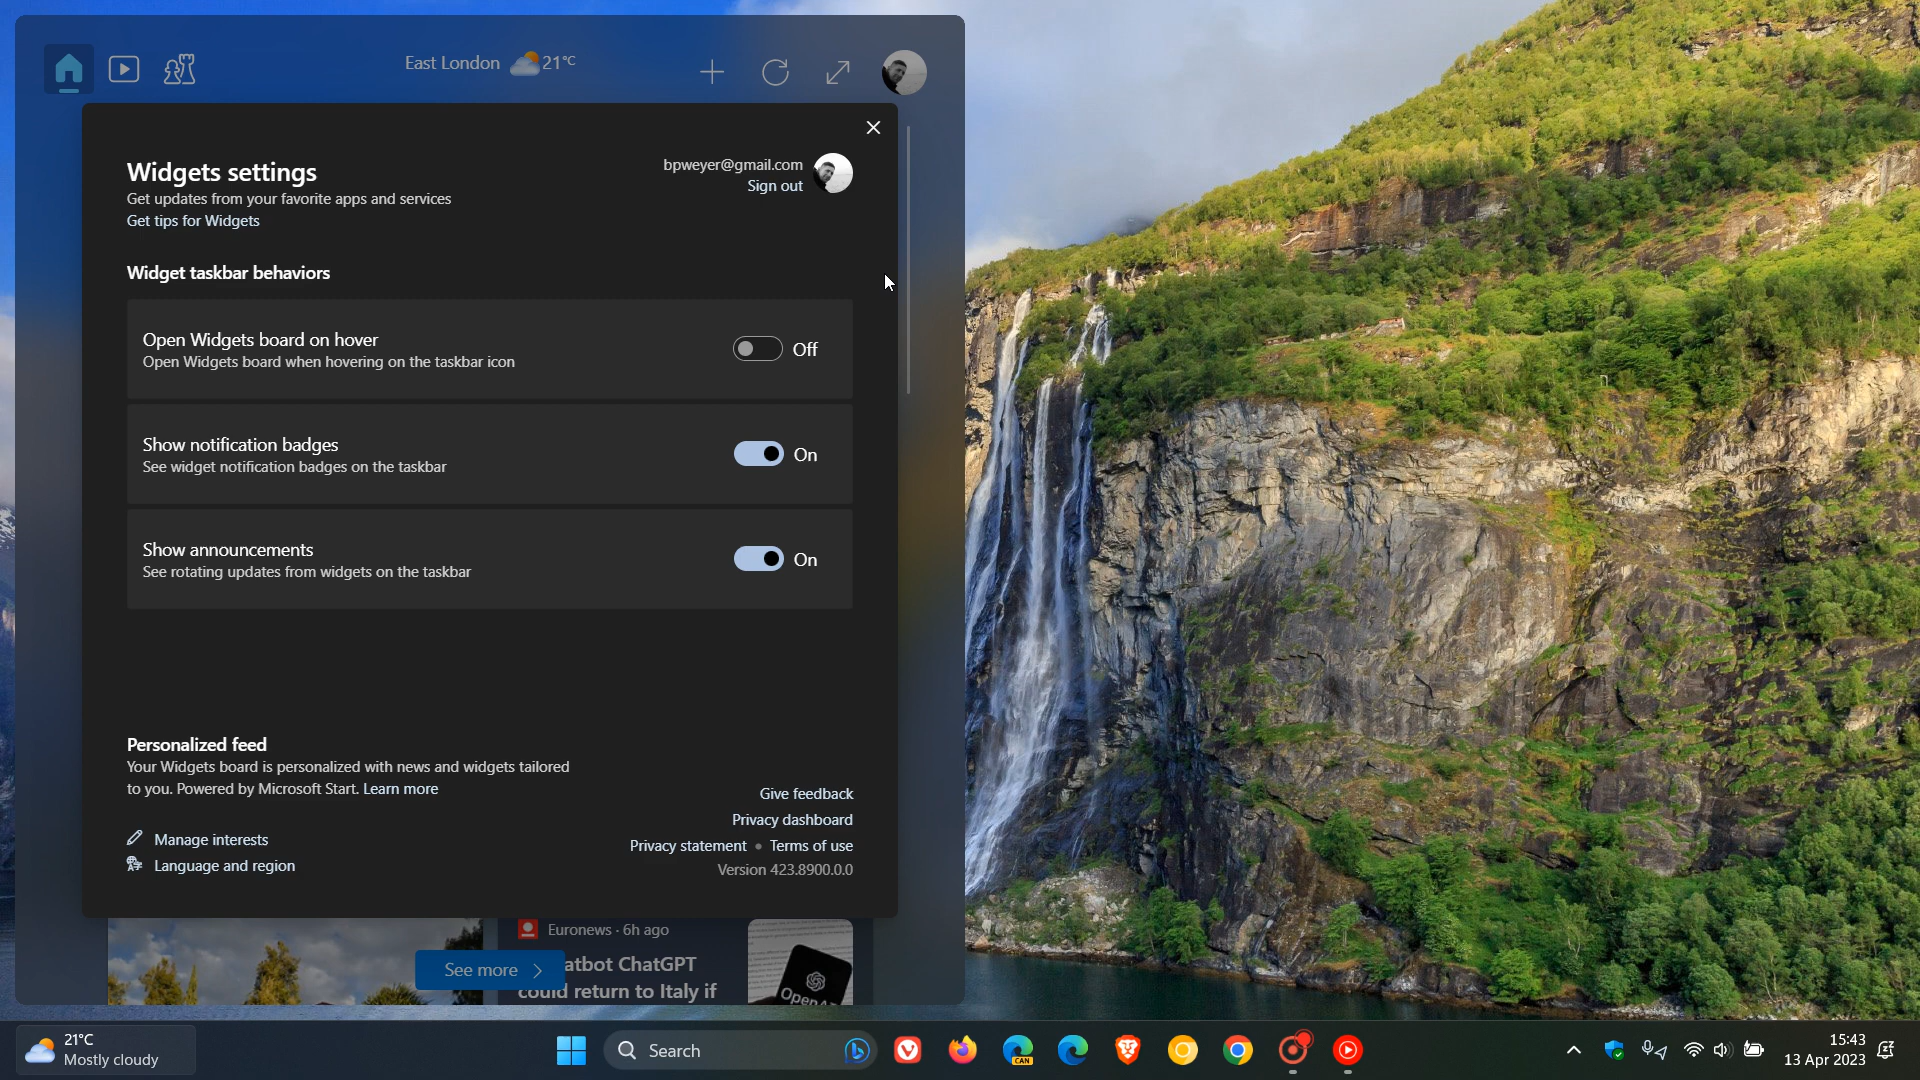 East London 21°C
Widgets settings
Get updates from your favorite apps and services
Get tips for Widgets
bpweyer@gmail.com
Sign out
Widget taskbar behaviors
Open Widgets board on hover
Open Widgets board when hovering on the taskbar icon
Off
Show notification badges
See widget notification badges on the taskbar
On
Show announcements
See rotating updates from widgets on the taskbar
On
Personalized feed
Your Widgets board is personalized with news and widgets tailored
to you. Powered by Microsoft Start. Learn more
Manage interests
Language and region
Give feedback
Privacy dashboard
Privacy statement • Terms of use
Version 423.8900.0.0
Euronews · 6h ago
atbot ChatGPT
could return to Italy if
See more
21°C
Mostly cloudy
Search
CAN
15:43
13 Apr 2023